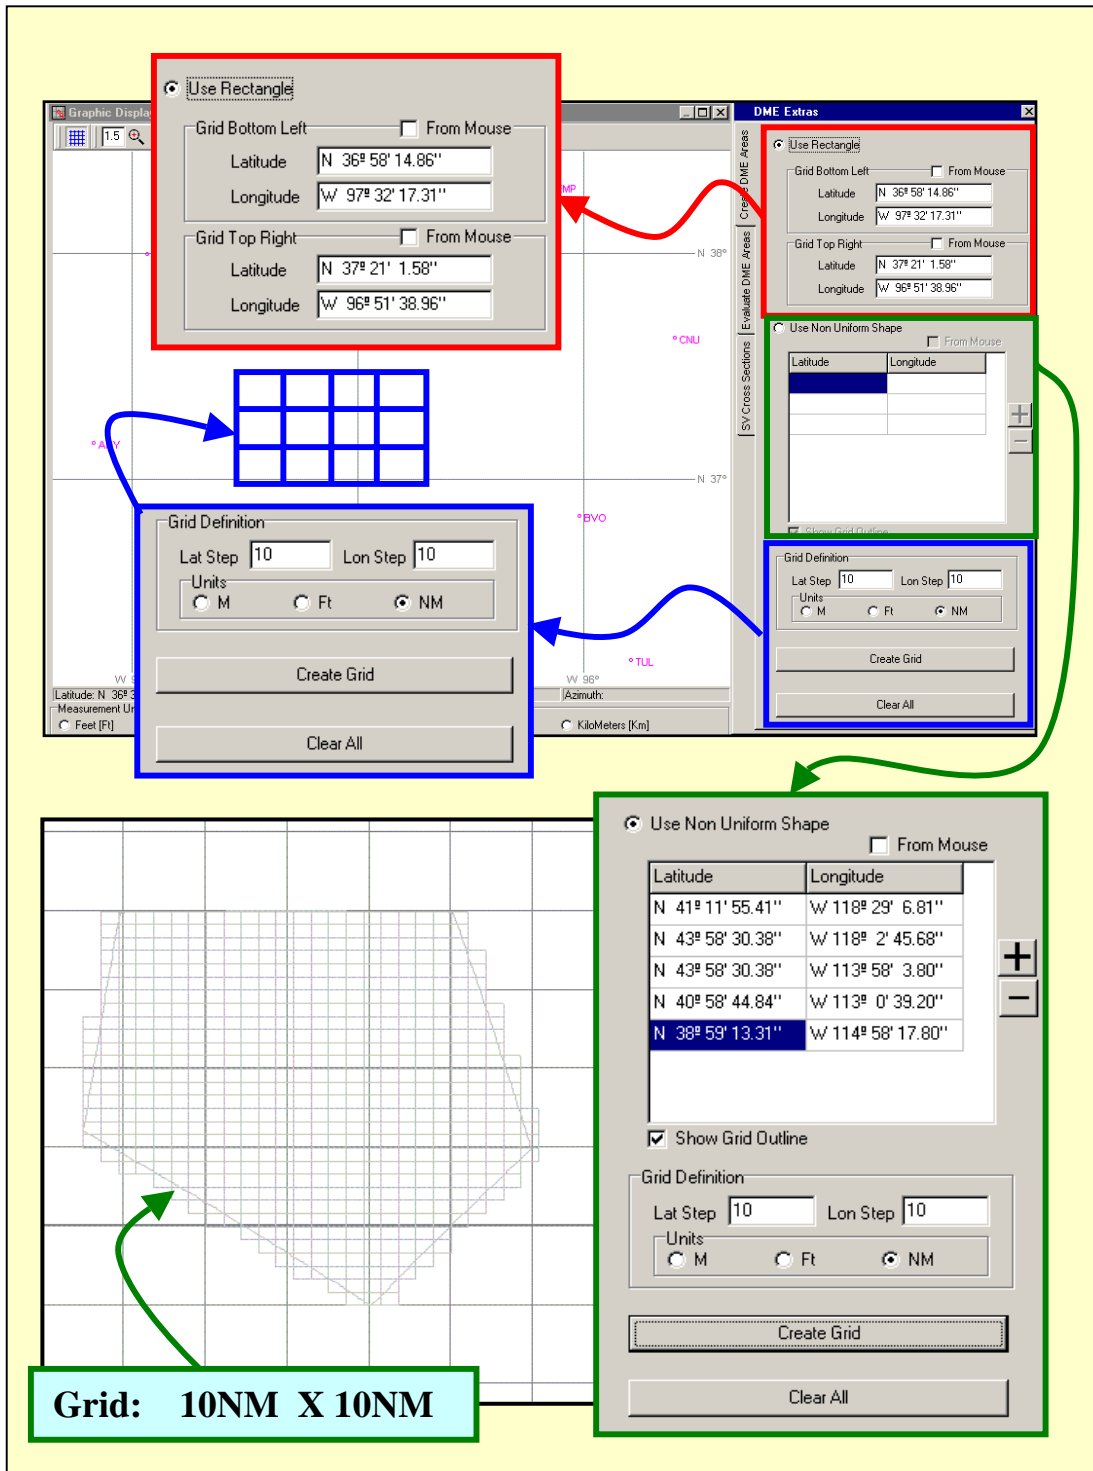 Use Rectangle
Grid Bottom Left From Mouse
Latitude N 36º 58' 14.86''
Longitude W 97º 32' 17.31''
Grid Top Right From Mouse
Latitude N 37º 21' 1.58''
Longitude W 96º 51' 38.96''
Graphic Displa
1.5
N 38º
º CNU
N 37º
º BVO
º TUL
W 96º
Latitude: N 36º 3
Azimuth:
Feet [Ft]
KiloMeters [Km]
Grid Definition
Lat Step 10 Lon Step 10
Units
M Ft NM
Create Grid
Clear All
DME Extras
Create DME Areas
Evaluate DME Areas
SV Cross Sections
Use Rectangle
Grid Bottom Left From Mouse
Latitude N 36º 58' 14.86''
Longitude W 97º 32' 17.31''
Grid Top Right From Mouse
Latitude N 37º 21' 1.58''
Longitude W 96º 51' 38.96''
Use Non Uniform Shape
From Mouse
Latitude Longitude
+
−
Show Grid Outline
Grid Definition
Lat Step 10 Lon Step 10
Units
M Ft NM
Create Grid
Clear All
Use Non Uniform Shape
From Mouse
Latitude Longitude
N 41º 11' 55.41'' W 118º 29' 6.81''
N 43º 58' 30.38'' W 118º 2' 45.68''
N 43º 58' 30.38'' W 113º 58' 3.80''
N 40º 58' 44.84'' W 113º 0' 39.20''
N 38º 59' 13.31'' W 114º 58' 17.80''
+
−
Show Grid Outline
Grid Definition
Lat Step 10 Lon Step 10
Units
M Ft NM
Create Grid
Clear All
Grid: 10NM X 10NM